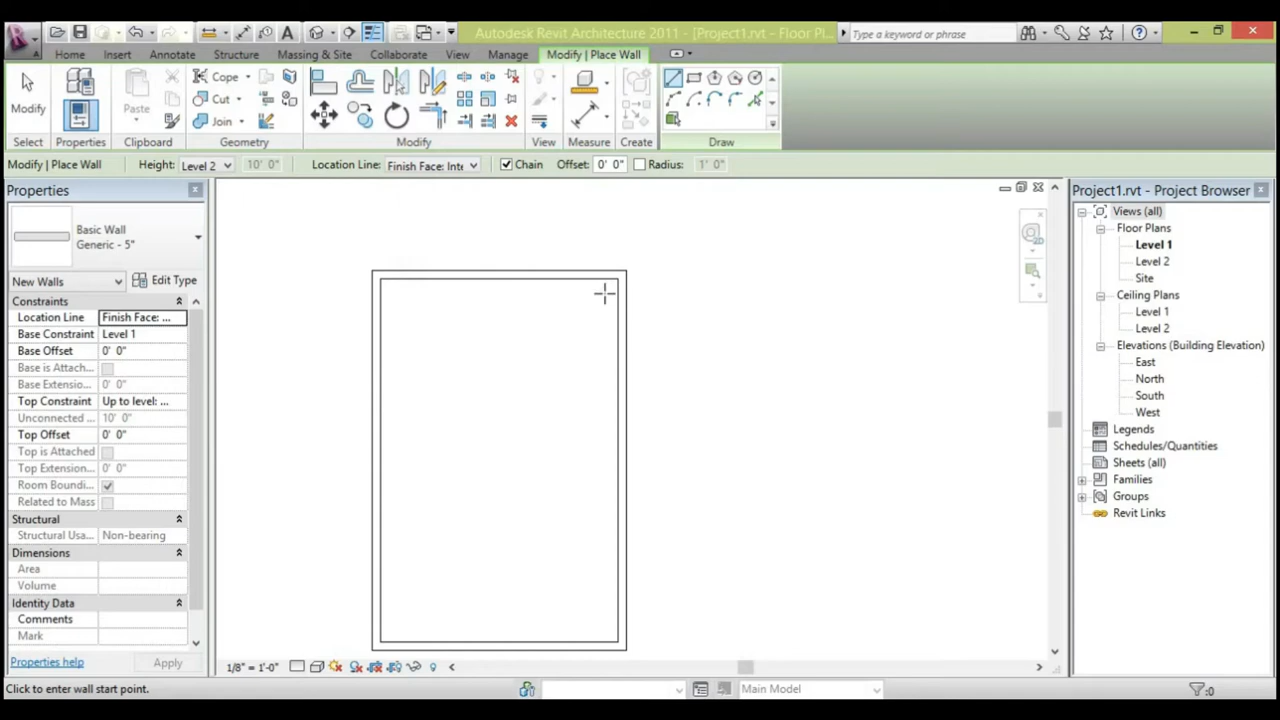 Autodesk Revit Architecture 2011 - [Project1.rvt - Floor Pl...
Type a keyword or phrase
Home Insert Annotate Structure Massing & Site Collaborate View Manage Modify | Place Wall
Modify
Paste
Cope
Cut
Join
Select Properties Clipboard Geometry Modify View Measure Create Draw
Modify | Place Wall Height: Level 2 10' 0" Location Line: Finish Face: Inte Chain Offset: 0' 0" Radius: 1' 0"
Properties
Basic Wall
Generic - 5"
New Walls Edit Type
Constraints
Location Line Finish Face: ...
Base Constraint Level 1
Base Offset 0' 0"
Base is Attach...
Base Extensio... 0' 0"
Top Constraint Up to level: ...
Unconnected ... 10' 0"
Top Offset 0' 0"
Top is Attached
Top Extension... 0' 0"
Room Boundi...
Related to Mass
Structural
Structural Usa... Non-bearing
Dimensions
Area
Volume
Identity Data
Comments
Mark
Properties help Apply
2D
Project1.rvt - Project Browser
Views (all)
Floor Plans
Level 1
Level 2
Site
Ceiling Plans
Level 1
Level 2
Elevations (Building Elevation)
East
North
South
West
Legends
Schedules/Quantities
Sheets (all)
Families
Groups
Revit Links
1/8" = 1'-0"
Click to enter wall start point.
Main Model
:0